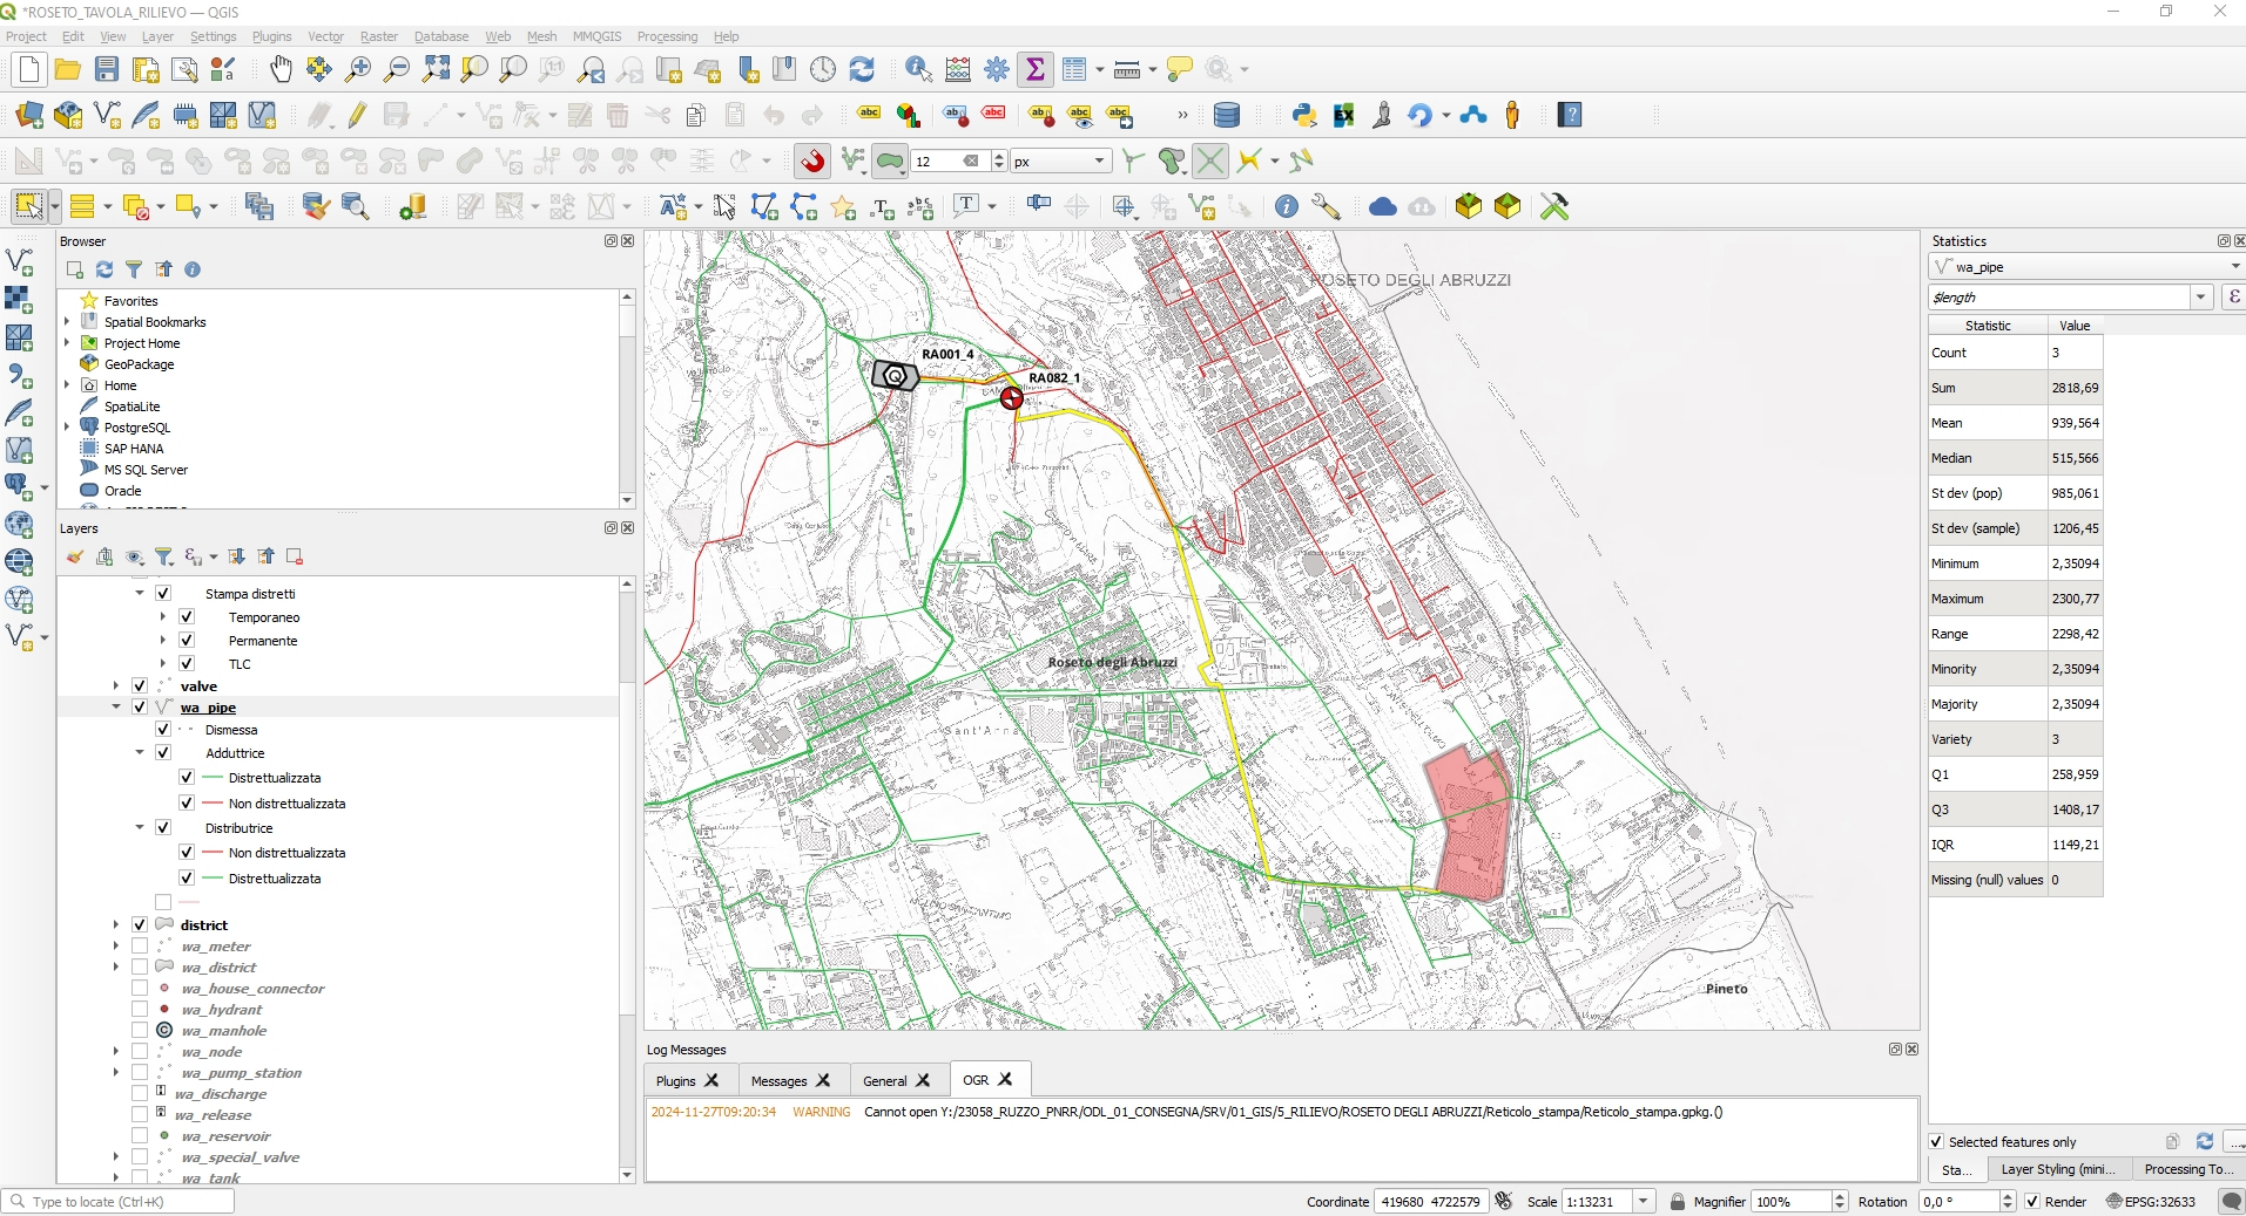 *ROSETO_TAVOLA_RILIEVO — QGIS
Project Edit View Layer Settings Plugins Vector Raster Database Web Mesh MMQGIS Processing Help
12 px
Browser
Favorites
Spatial Bookmarks
Project Home
GeoPackage
Home
SpatiaLite
PostgreSQL
SAP HANA
MS SQL Server
Oracle
Layers
Stampa distretti
Temporaneo
Permanente
TLC
valve
wa_pipe
Dismessa
Adduttrice
Distrettualizzata
Non distrettualizzata
Distributrice
Non distrettualizzata
Distrettualizzata
district
wa_meter
wa_district
wa_house_connector
wa_hydrant
wa_manhole
wa_node
wa_pump_station
wa_discharge
wa_release
wa_reservoir
wa_special_valve
wa_tank
ROSETO DEGLI ABRUZZI
RA001_4
RA082_1
Roseto degli Abruzzi
Sant'Anna
Pineto
Log Messages
Plugins Messages General OGR
2024-11-27T09:20:34 WARNING Cannot open Y:/23058_RUZZO_PNRR/ODL_01_CONSEGNA/SRV/01_GIS/5_RILIEVO/ROSETO DEGLI ABRUZZI/Reticolo_stampa/Reticolo_stampa.gpkg.()
Statistics
wa_pipe
$length
Statistic Value
Count 3
Sum 2818,69
Mean 939,564
Median 515,566
St dev (pop) 985,061
St dev (sample) 1206,45
Minimum 2,35094
Maximum 2300,77
Range 2298,42
Minority 2,35094
Majority 2,35094
Variety 3
Q1 258,959
Q3 1408,17
IQR 1149,21
Missing (null) values 0
Selected features only
Sta... Layer Styling (mini... Processing To...
Type to locate (Ctrl+K)
Coordinate 419680 4722579 Scale 1:13231 Magnifier 100% Rotation 0,0 ° Render EPSG:32633